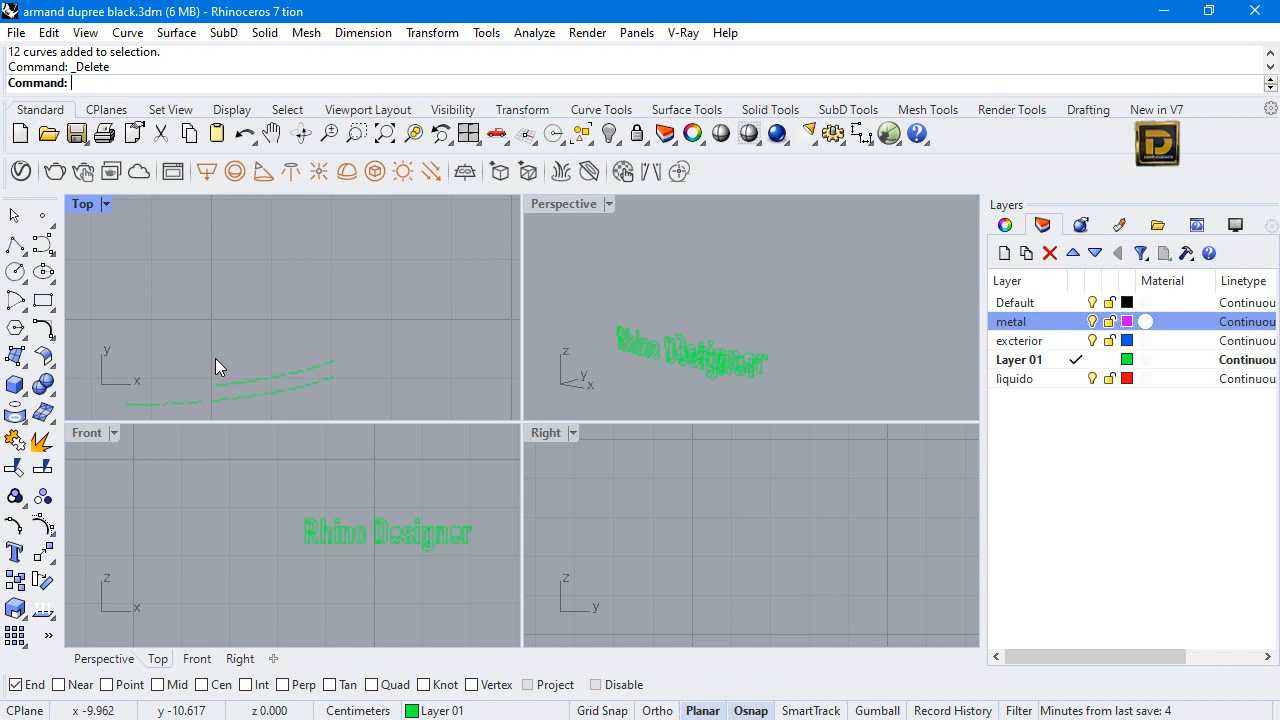 armand dupree black.3dm (6 MB) - Rhinoceros 7 tion
File Edit View Curve Surface SubD Solid Mesh Dimension Transform Tools Analyze Render Panels V-Ray Help
12 curves added to selection.
Command: _Delete
Command:
Standard CPlanes Set View Display Select Viewport Layout Visibility Transform Curve Tools Surface Tools Solid Tools SubD Tools Mesh Tools Render Tools Drafting New in V7
Top
Perspective
Layers
Layer Material Linetype
Default Continuou
metal Continuou
excterior Continuou
Layer 01 Continuou
liquido Continuou
y
x
Rhino Designer
z
y
x
Front
Right
Rhino Designer
z
x
z
y
Perspective Top Front Right
End Near Point Mid Cen Int Perp Tan Quad Knot Vertex Project Disable
CPlane x -9.962 y -10.617 z 0.000 Centimeters Layer 01 Grid Snap Ortho Planar Osnap SmartTrack Gumball Record History Filter Minutes from last save: 4